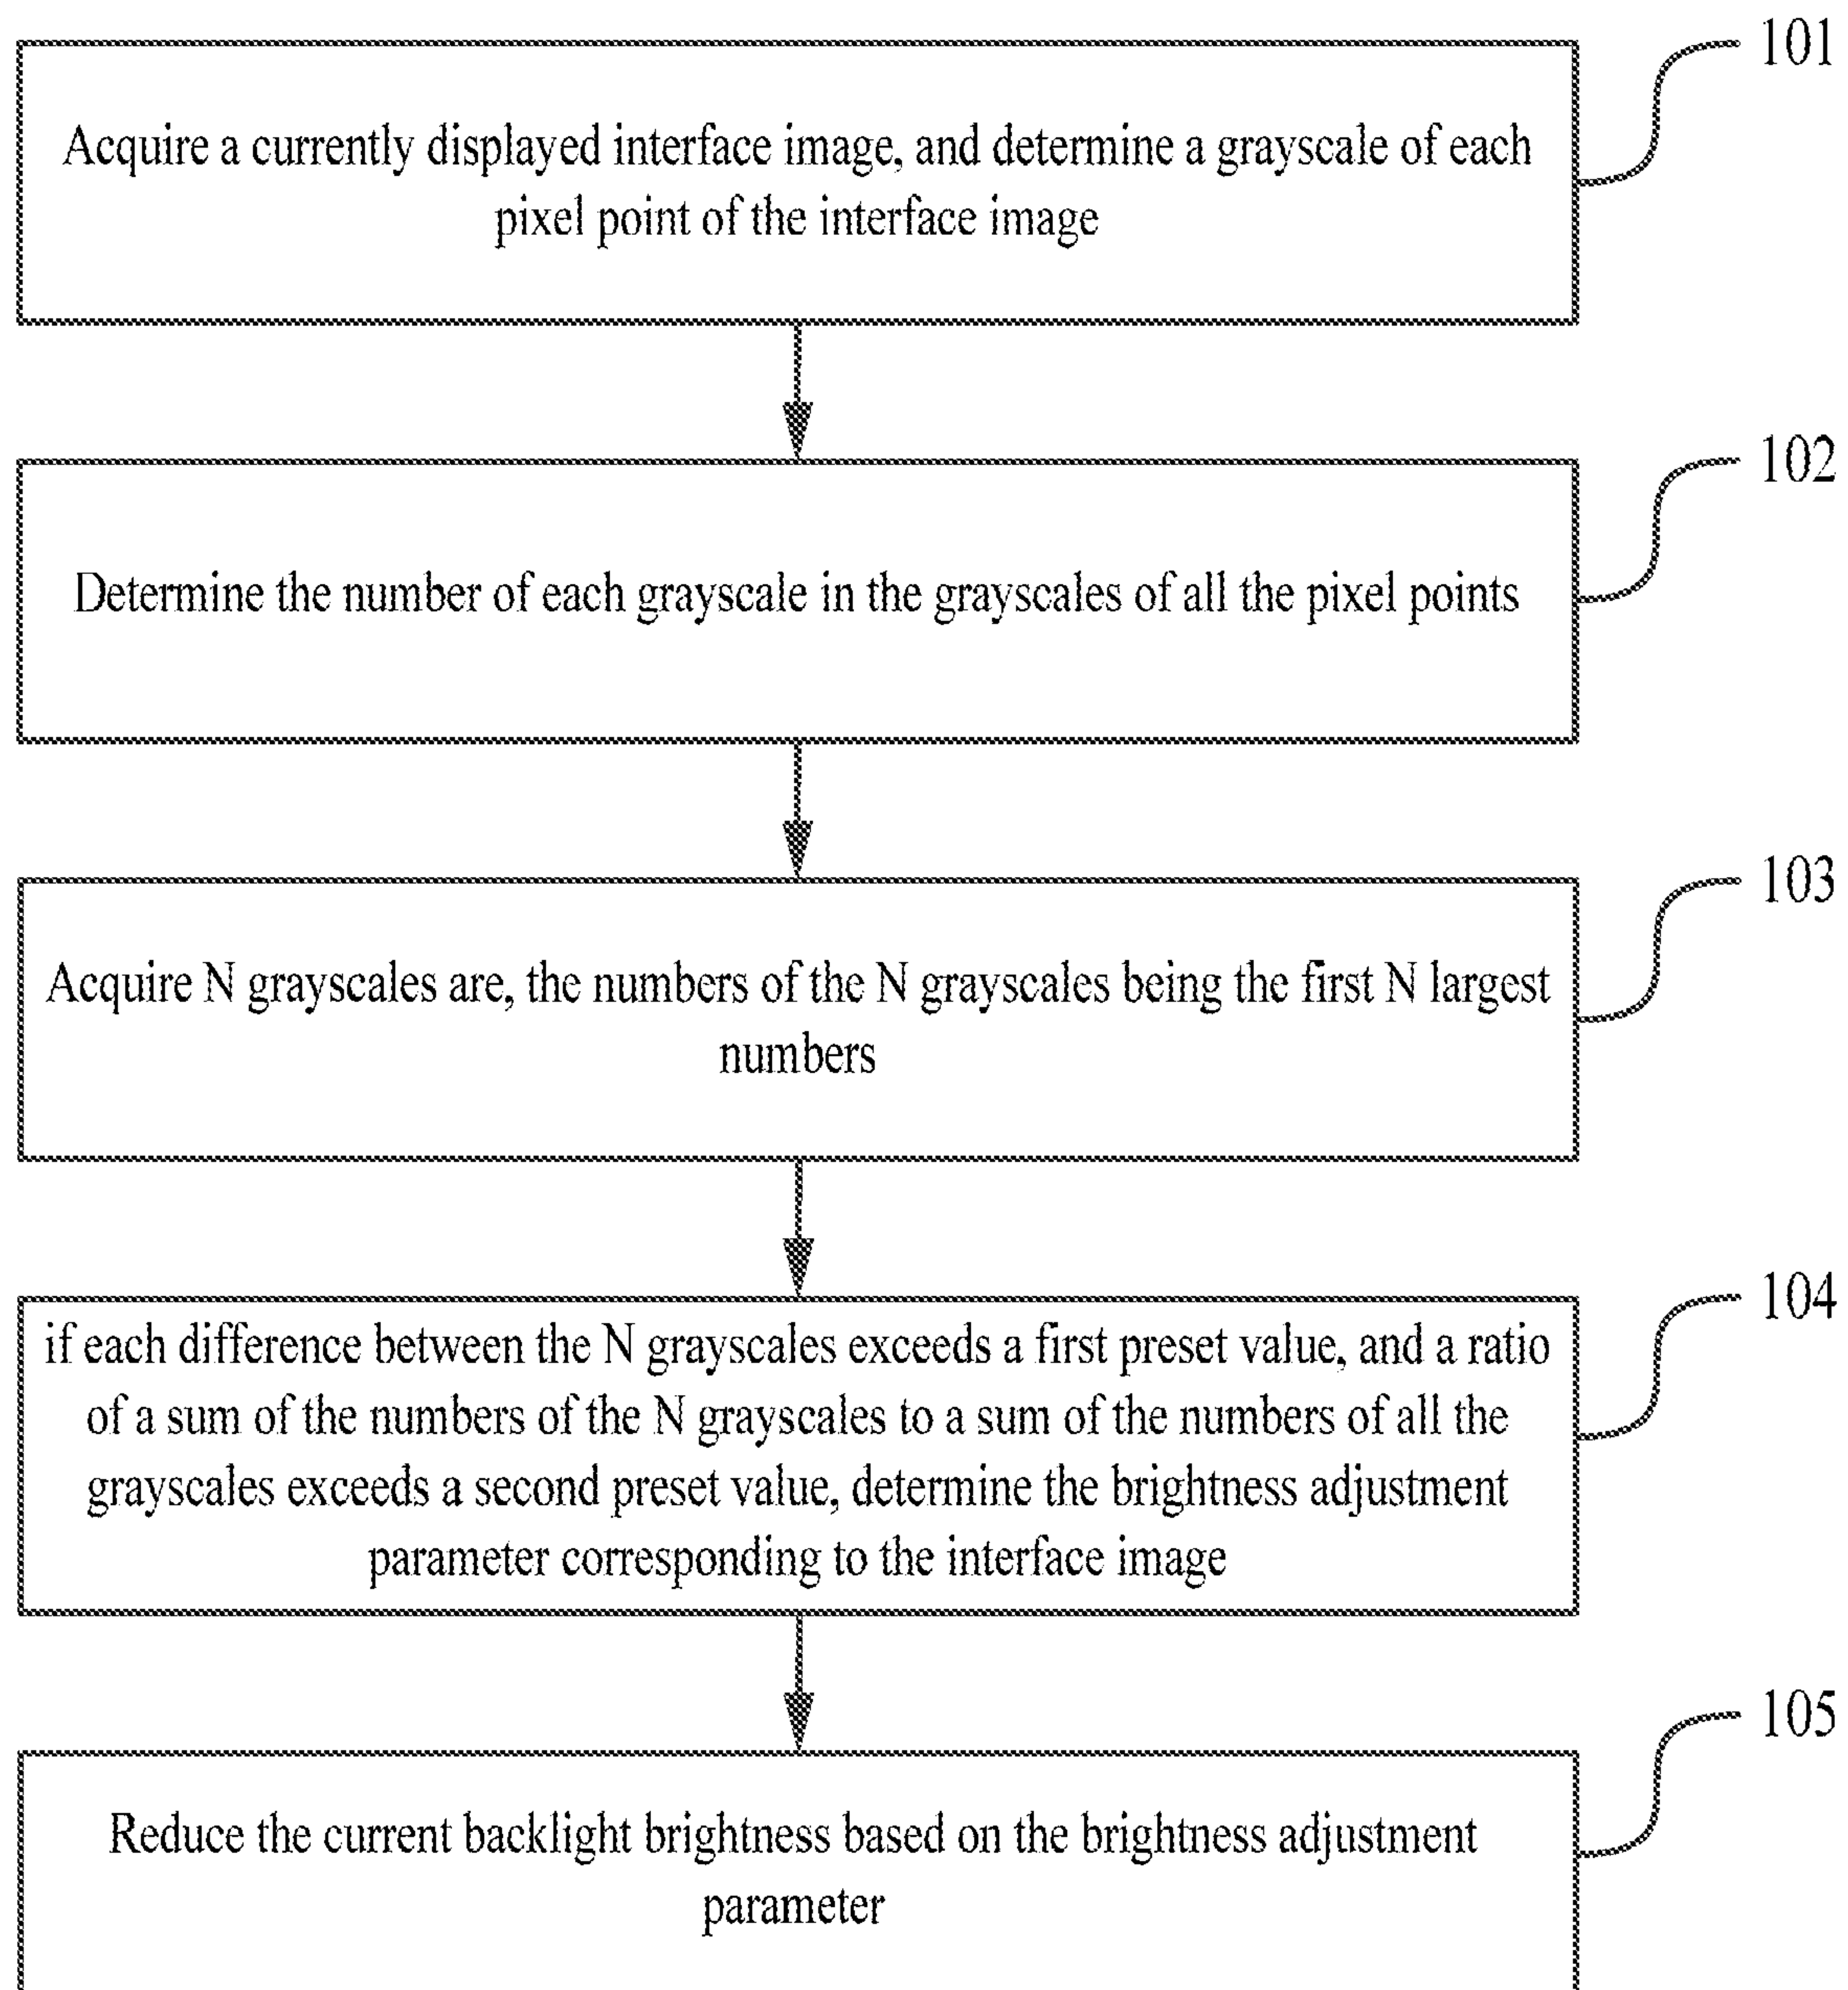 101
Acquire a currently displayed interface image, and determine a grayscale of each
pixel point of the interface image
102
Determine the number of each grayscale in the grayscales of all the pixel points
103
Acquire N grayscales are, the numbers of the N grayscales being the first N largest
numbers
104
if each difference between the N grayscales exceeds a first preset value, and a ratio
of a sum of the numbers of the N grayscales to a sum of the numbers of all the
grayscales exceeds a second preset value, determine the brightness adjustment
parameter corresponding to the interface image
105
Reduce the current backlight brightness based on the brightness adjustment
parameter